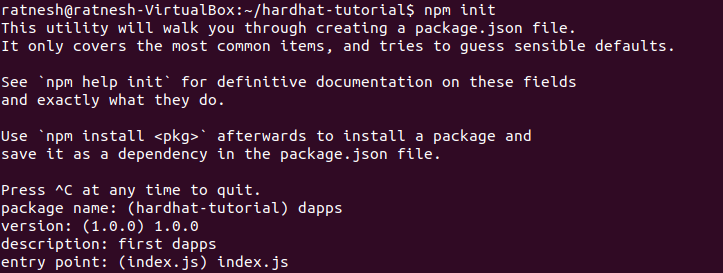 ratnesh@ratnesh-VirtualBox:~/hardhat-tutorial$ npm init
This utility will walk you through creating a package.json file.
It only covers the most common items, and tries to guess sensible defaults.
See `npm help init` for definitive documentation on these fields
and exactly what they do.
Use `npm install <pkg>` afterwards to install a package and
save it as a dependency in the package.json file.
Press ^C at any time to quit.
package name: (hardhat-tutorial) dapps
version: (1.0.0) 1.0.0
description: first dapps
entry point: (index.js) index.js